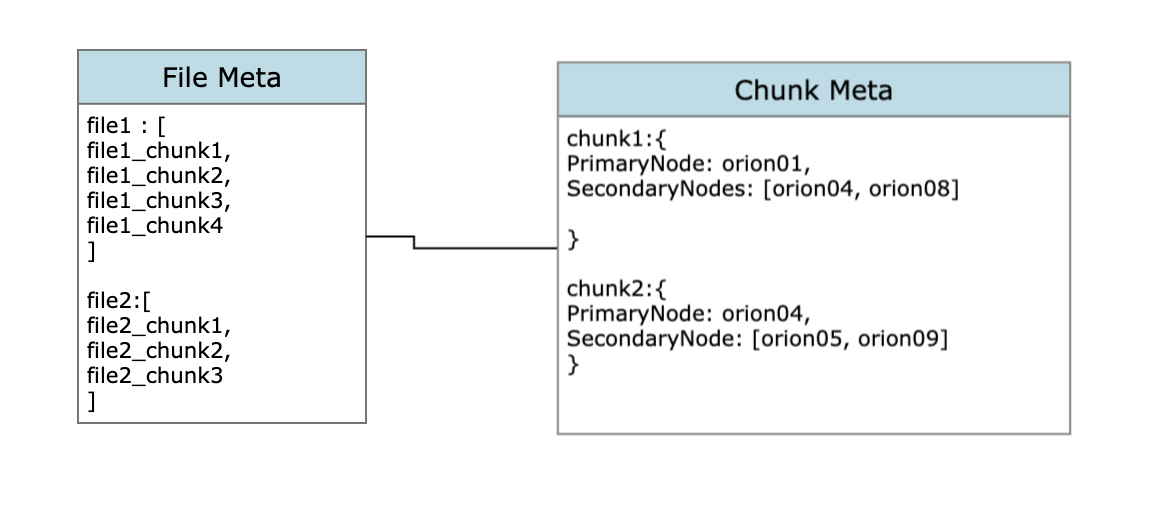 File Meta
file1 : [
file1_chunk1,
file1_chunk2,
file1_chunk3,
file1_chunk4
]
file2:[
file2_chunk1,
file2_chunk2,
file2_chunk3
]
Chunk Meta
chunk1:{
PrimaryNode: orion01,
SecondaryNodes: [orion04, orion08]
}
chunk2:{
PrimaryNode: orion04,
SecondaryNode: [orion05, orion09]
}